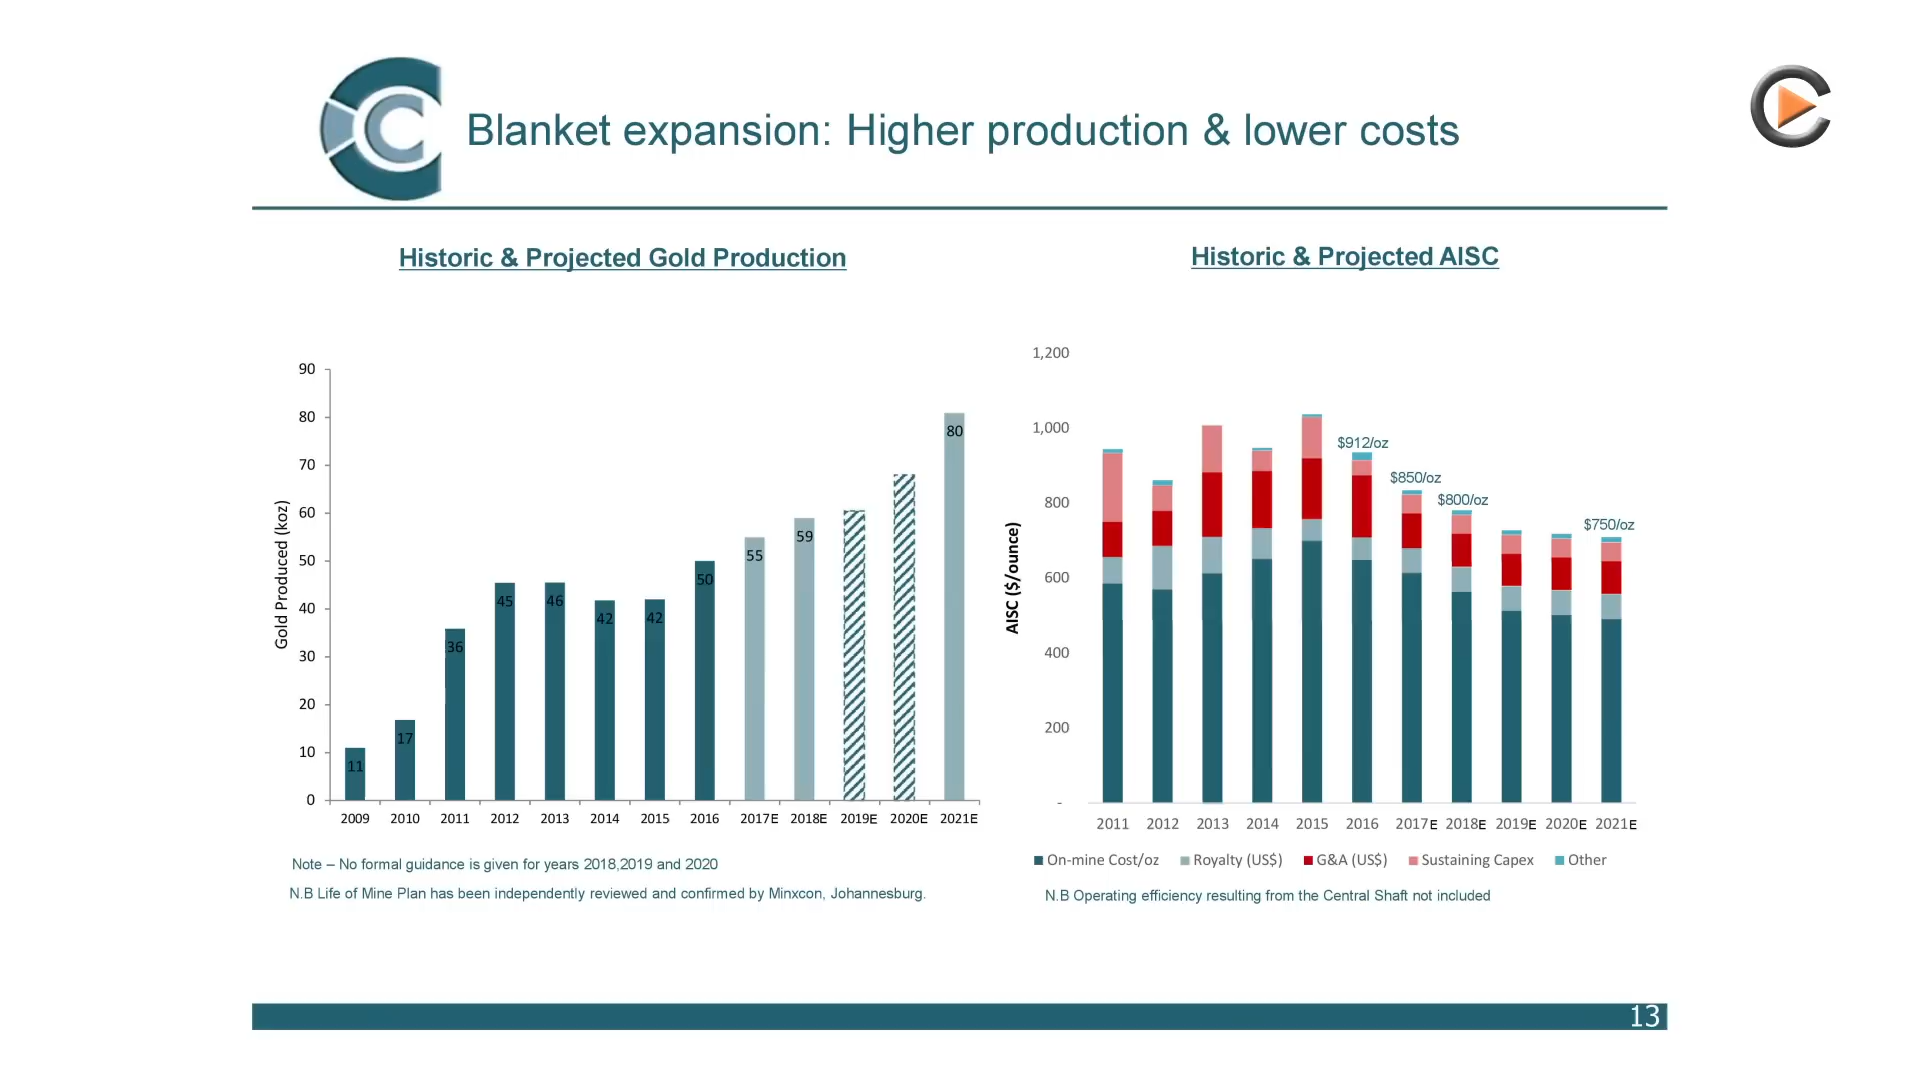 Blanket expansion: Higher production & lower costs
Historic & Projected Gold Production
Gold Produced (koz)
90
80
70
60
50
40
30
20
10
0
11
17
36
45
46
42
42
50
55
59
80
2009 2010 2011 2012 2013 2014 2015 2016 2017E 2018E 2019E 2020E 2021E
Note – No formal guidance is given for years 2018,2019 and 2020
N.B Life of Mine Plan has been independently reviewed and confirmed by Minxcon, Johannesburg.
Historic & Projected AISC
AISC ($/ounce)
1,200
1,000
800
600
400
200
-
$912/oz
$850/oz
$800/oz
$750/oz
2011 2012 2013 2014 2015 2016 2017E 2018E 2019E 2020E 2021E
On-mine Cost/oz Royalty (US$) G&A (US$) Sustaining Capex Other
N.B Operating efficiency resulting from the Central Shaft not included
13